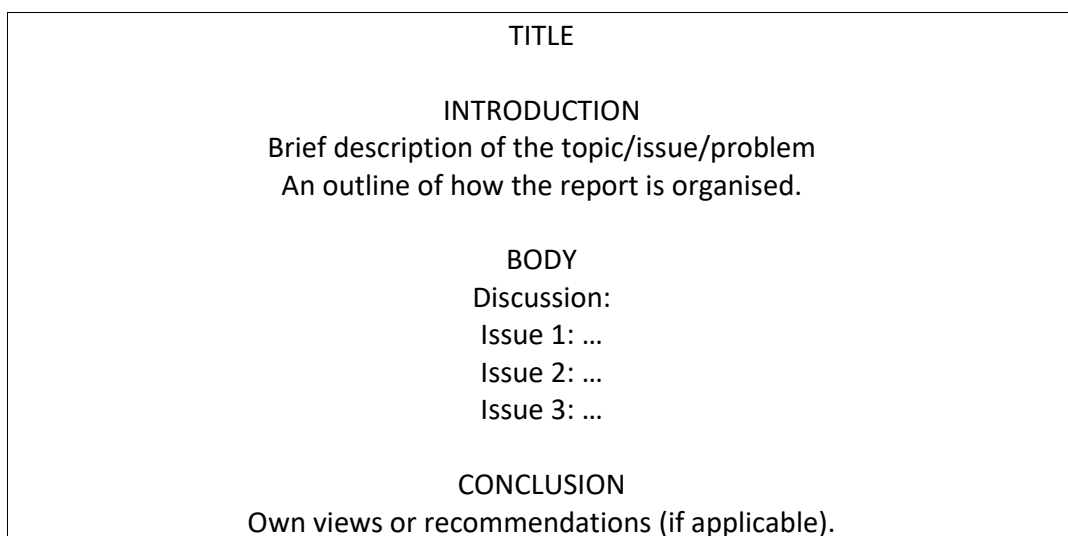 TITLE
INTRODUCTION
Brief description of the topic/issue/problem
An outline of how the report is organised.
BODY
Discussion:
Issue 1: …
Issue 2: …
Issue 3: …
CONCLUSION
Own views or recommendations (if applicable).